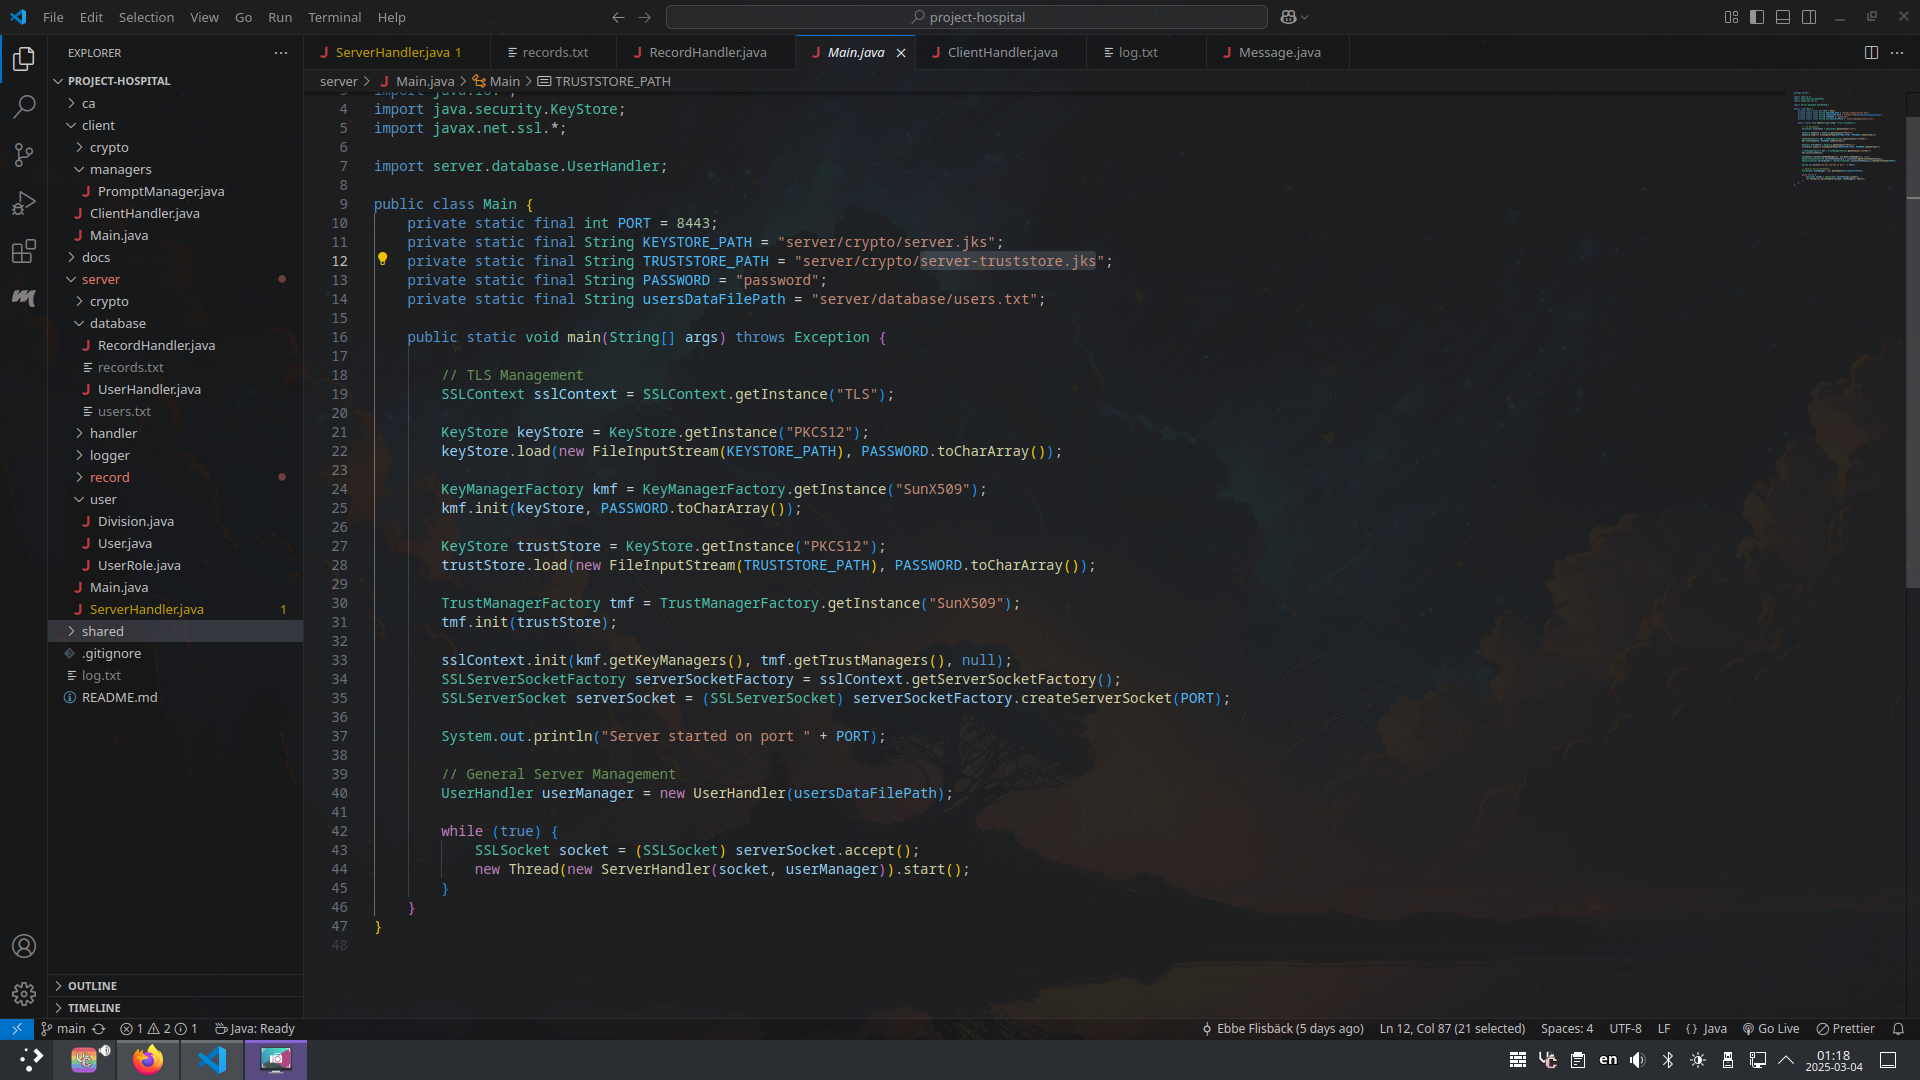 File Edit Selection View Go Run Terminal Help
project-hospital
EXPLORER
PROJECT-HOSPITAL
ca
client
crypto
managers
PromptManager.java
ClientHandler.java
Main.java
docs
server
crypto
database
RecordHandler.java
records.txt
UserHandler.java
users.txt
handler
logger
record
user
Division.java
User.java
UserRole.java
Main.java
ServerHandler.java 1
shared
.gitignore
log.txt
README.md
OUTLINE
TIMELINE
ServerHandler.java 1 records.txt RecordHandler.java Main.java ClientHandler.java log.txt Message.java
server > Main.java > Main > TRUSTSTORE_PATH
4 import java.security.KeyStore;
5 import javax.net.ssl.*;
6
7 import server.database.UserHandler;
8
9 public class Main {
10 private static final int PORT = 8443;
11 private static final String KEYSTORE_PATH = "server/crypto/server.jks";
12 private static final String TRUSTSTORE_PATH = "server/crypto/server-truststore.jks";
13 private static final String PASSWORD = "password";
14 private static final String usersDataFilePath = "server/database/users.txt";
15
16 public static void main(String[] args) throws Exception {
17
18 // TLS Management
19 SSLContext sslContext = SSLContext.getInstance("TLS");
20
21 KeyStore keyStore = KeyStore.getInstance("PKCS12");
22 keyStore.load(new FileInputStream(KEYSTORE_PATH), PASSWORD.toCharArray());
23
24 KeyManagerFactory kmf = KeyManagerFactory.getInstance("SunX509");
25 kmf.init(keyStore, PASSWORD.toCharArray());
26
27 KeyStore trustStore = KeyStore.getInstance("PKCS12");
28 trustStore.load(new FileInputStream(TRUSTSTORE_PATH), PASSWORD.toCharArray());
29
30 TrustManagerFactory tmf = TrustManagerFactory.getInstance("SunX509");
31 tmf.init(trustStore);
32
33 sslContext.init(kmf.getKeyManagers(), tmf.getTrustManagers(), null);
34 SSLServerSocketFactory serverSocketFactory = sslContext.getServerSocketFactory();
35 SSLServerSocket serverSocket = (SSLServerSocket) serverSocketFactory.createServerSocket(PORT);
36
37 System.out.println("Server started on port " + PORT);
38
39 // General Server Management
40 UserHandler userManager = new UserHandler(usersDataFilePath);
41
42 while (true) {
43 SSLSocket socket = (SSLSocket) serverSocket.accept();
44 new Thread(new ServerHandler(socket, userManager)).start();
45 }
46 }
47 }
48
main 1 2 1 Java: Ready
Ebbe Flisbäck (5 days ago) Ln 12, Col 87 (21 selected) Spaces: 4 UTF-8 LF {} Java Go Live Prettier
en
01:18
2025-03-04